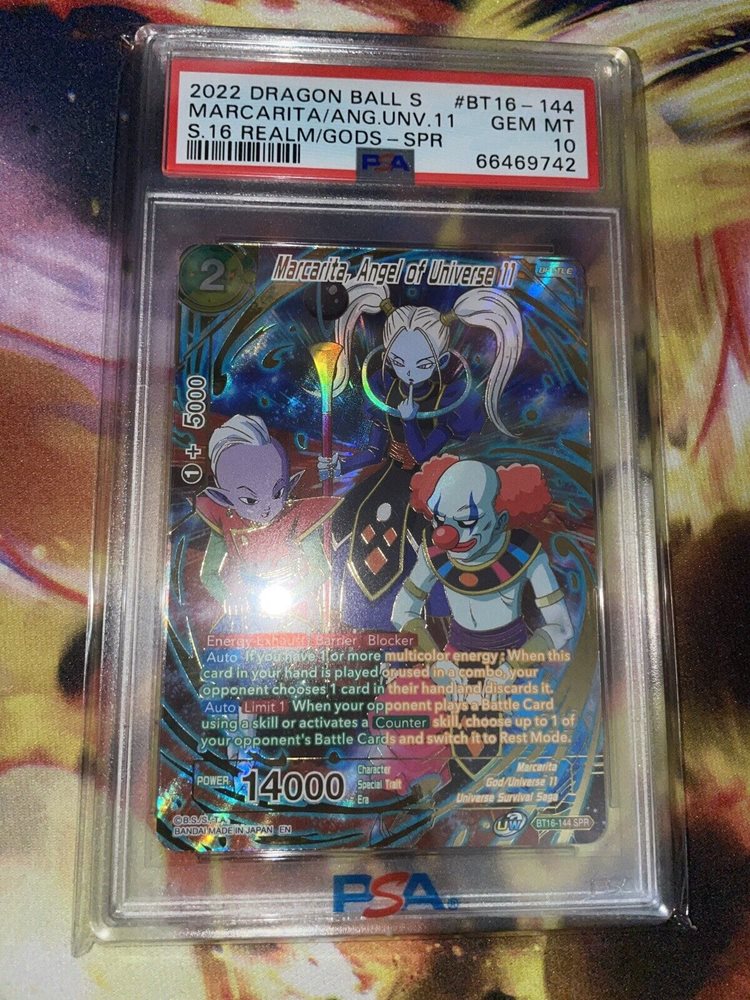 2022 DRAGON BALL S #BT16-144
MARCARITA/ANG.UNV.11 GEM MT
S.16 REALM/GODS-SPR 10
PSA 66469742
2 Marcarita, Angel of Universe 11 BATTLE
1 + 5000
Energy-Exhaust Barrier Blocker
Auto If you have 1 or more multicolor energy : When this
card in your hand is played or used in a combo, your
opponent chooses 1 card in their hand and discards it.
Auto Limit 1 When your opponent plays a Battle Card
using a skill or activates a Counter skill, choose up to 1 of
your opponent's Battle Cards and switch it to Rest Mode.
POWER 14000
Character Marcarita
Special Trait God/Universe 11
Era Universe Survival Saga
©B.S./S.,T.A.
BANDAI MADE IN JAPAN EN UW BT16-144 SPR
PSA®